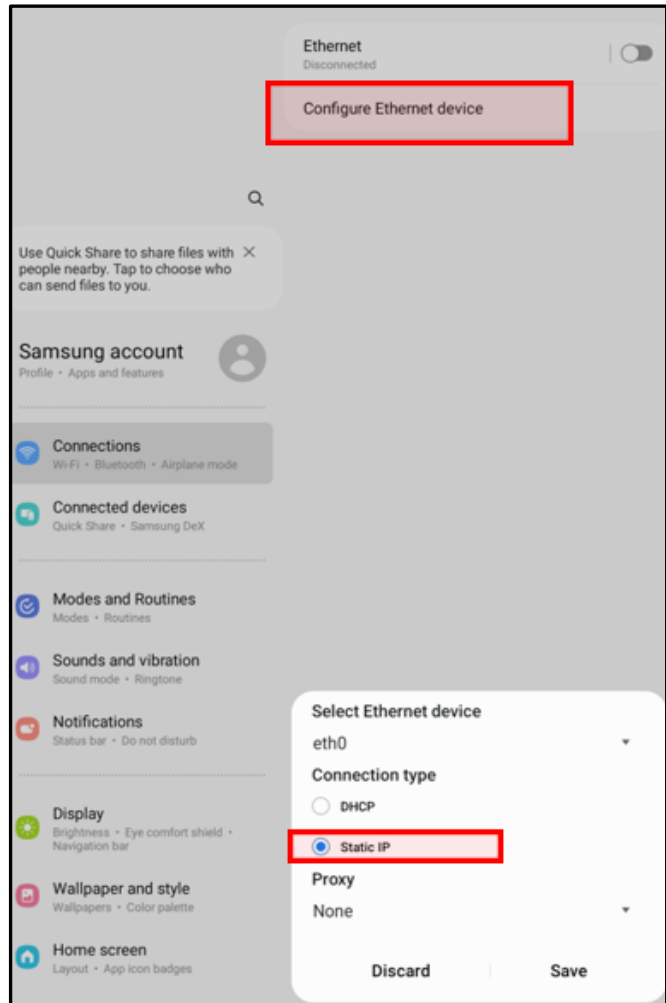 Ethernet
Disconnected
Configure Ethernet device
Use Quick Share to share files with
people nearby. Tap to choose who
can send files to you.
Samsung account
Profile • Apps and features
Connections
Wi-Fi • Bluetooth • Airplane mode
Connected devices
Quick Share • Samsung DeX
Modes and Routines
Modes • Routines
Sounds and vibration
Sound mode • Ringtone
Notifications
Status bar • Do not disturb
Display
Brightness • Eye comfort shield •
Navigation bar
Wallpaper and style
Wallpapers • Color palette
Home screen
Layout • App icon badges
Select Ethernet device
eth0
Connection type
DHCP
Static IP
Proxy
None
Discard
Save